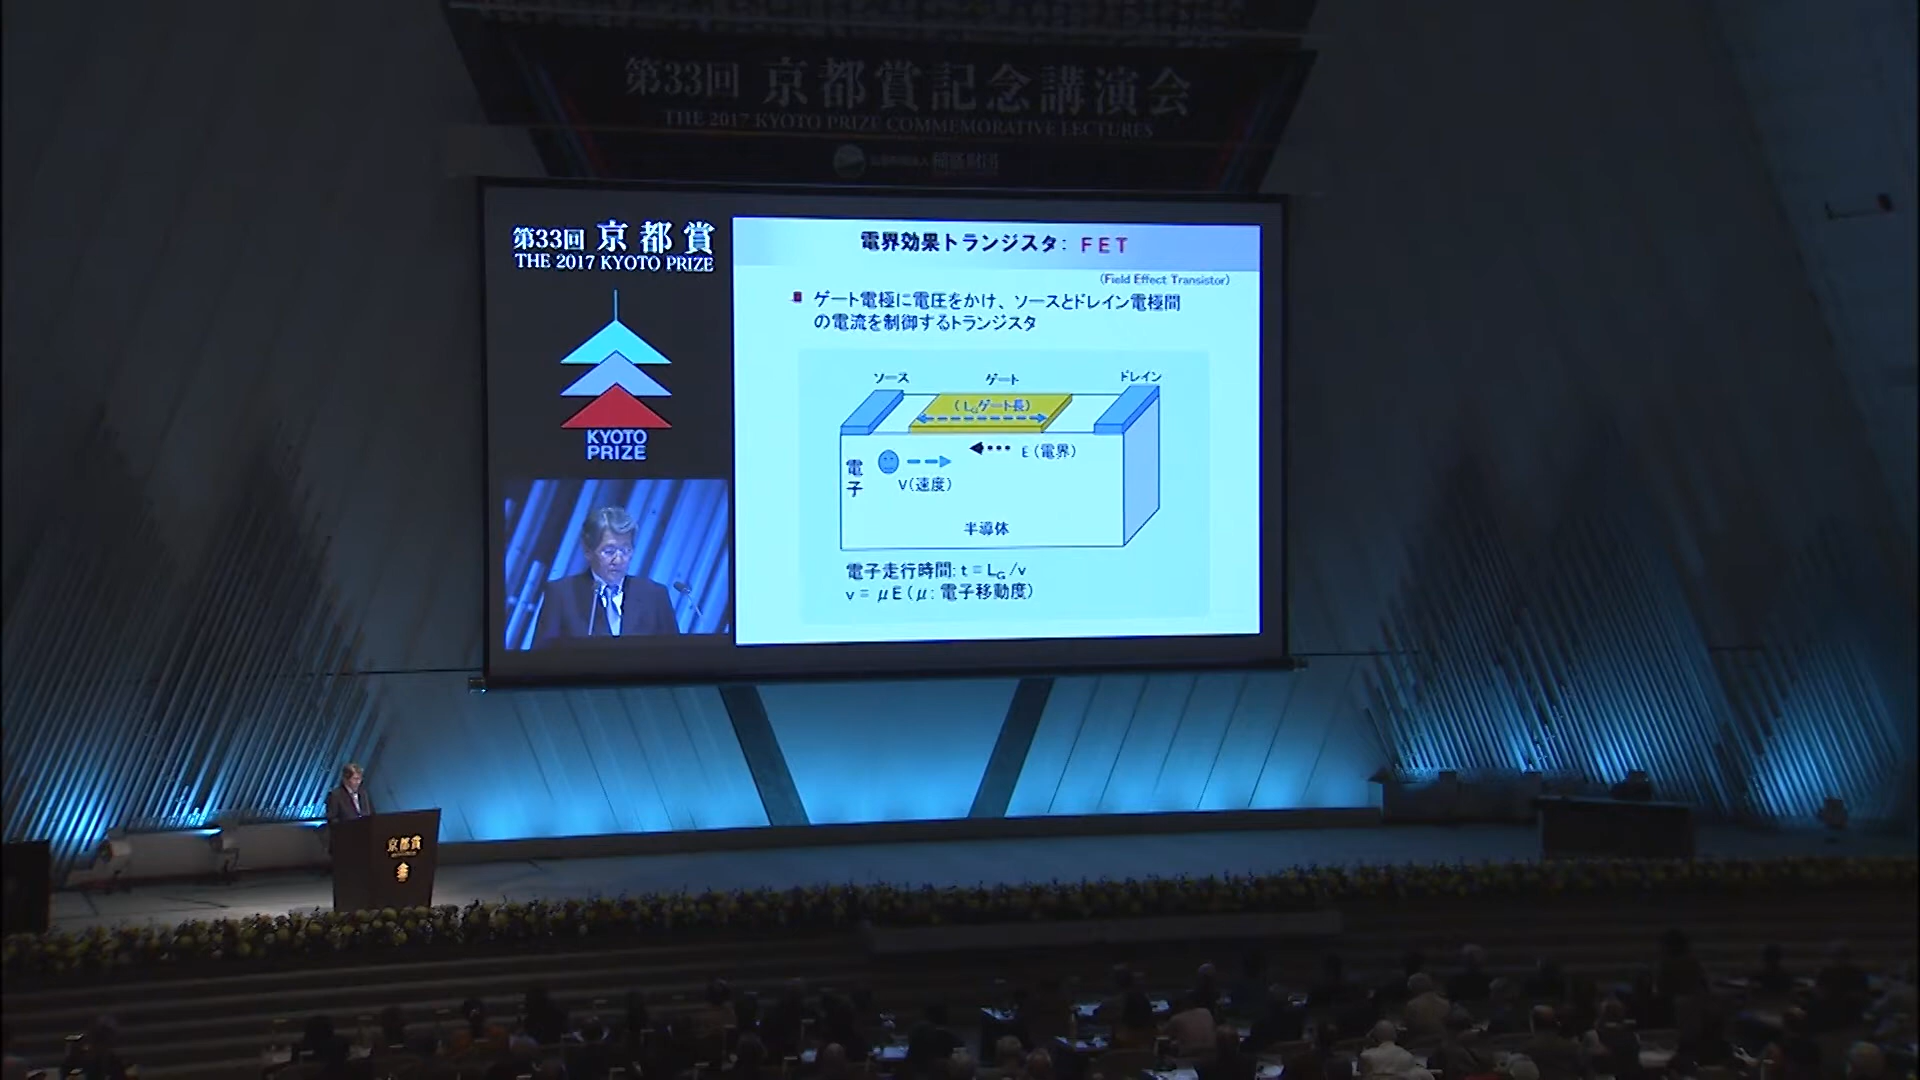 第33回 京都賞記念講演会
THE 2017 KYOTO PRIZE COMMEMORATIVE LECTURES
稲盛財団
第33回 京都賞
THE 2017 KYOTO PRIZE
KYOTO
PRIZE
電界効果トランジスタ: FET
(Field Effect Transistor)
ゲート電極に電圧をかけ、ソースとドレイン電極間
の電流を制御するトランジスタ
ソース ゲート ドレイン
(LGゲート長)
E(電界)
電子
V(速度)
半導体
電子走行時間: t = LG/v
v = μE (μ: 電子移動度)
京都賞